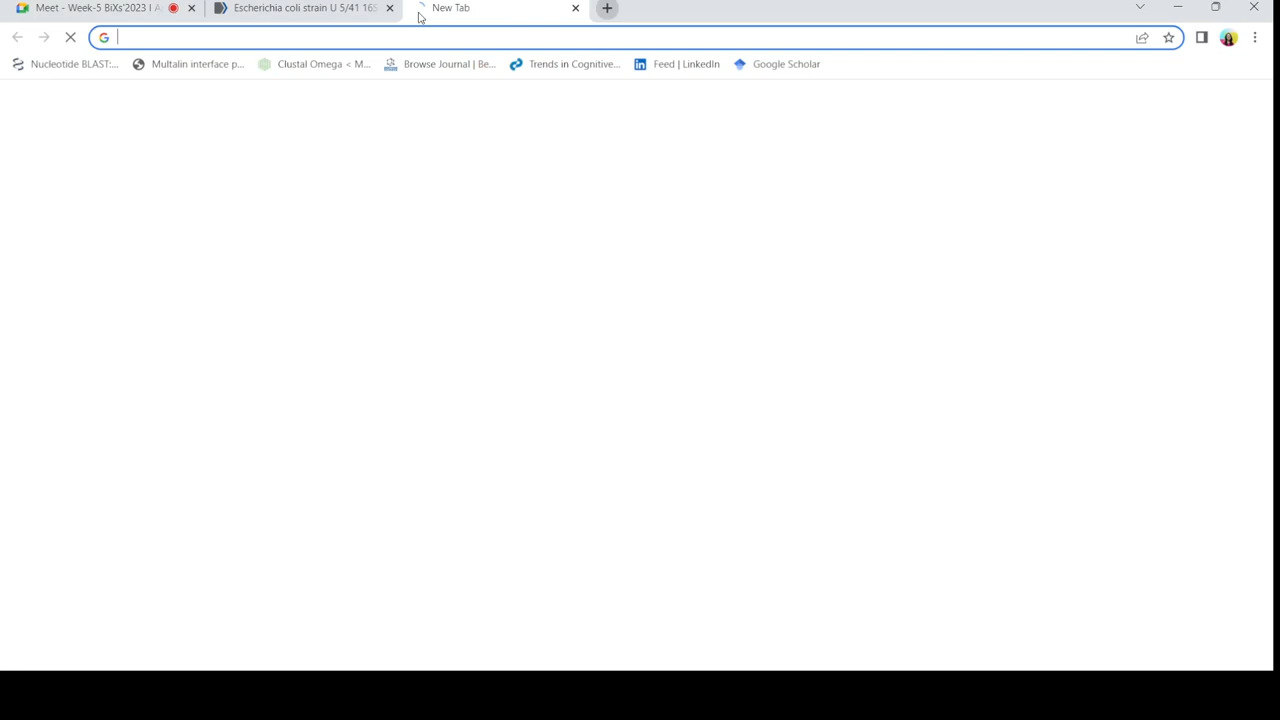 Meet - Week-5 BiXs'2023 I A
Escherichia coli strain U 5/41 16S
New Tab
Nucleotide BLAST:...
Multalin interface p...
Clustal Omega < M...
Browse Journal | Be...
Trends in Cognitive...
Feed | LinkedIn
Google Scholar